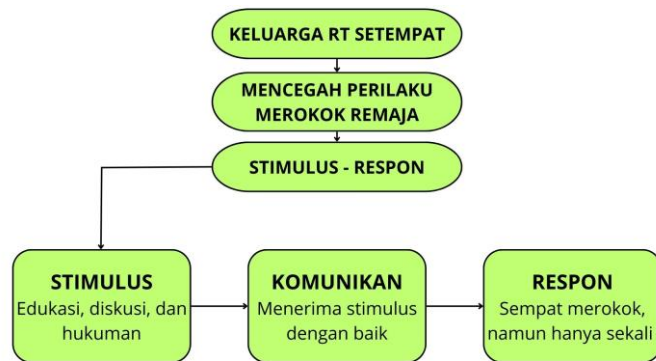 KELUARGA RT SETEMPAT
MENCEGAH PERILAKU
MEROKOK REMAJA
STIMULUS - RESPON
STIMULUS
Edukasi, diskusi, dan
hukuman
KOMUNIKAN
Menerima stimulus
dengan baik
RESPON
Sempat merokok,
namun hanya sekali